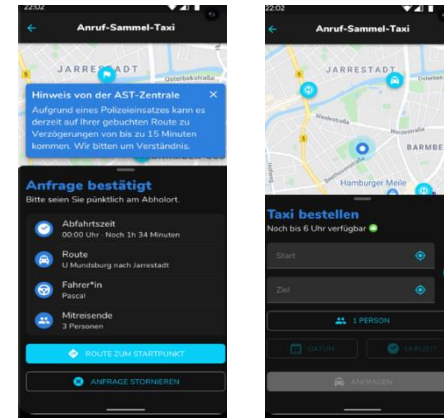 22:02
Anruf-Sammel-Taxi
JARRESTADT
Osterbekstraße
Hinweis von der AST-Zentrale
Aufgrund eines Polizeieinsatzes kann es
derzeit auf Ihrer gebuchten Route zu
Verzögerungen von bis zu 15 Minuten
kommen. Wir bitten um Verständnis.
Anfrage bestätigt
Bitte seien Sie pünktlich am Abholort.
Abfahrtszeit
00:00 Uhr · Noch 1h 34 Minuten
Route
U Mundsburg nach Jarrestadt
Fahrer*in
Pascal
Mitreisende
3 Personen
ROUTE ZUM STARTPUNKT
ANFRAGE STORNIEREN
22:02
Anruf-Sammel-Taxi
JARRESTADT
Osterbek
BARMBE
Hamburger Meile
Taxi bestellen
Noch bis 6 Uhr verfügbar
Start
Ziel
1 PERSON
DATUM
UHRZEIT
ANFRAGEN